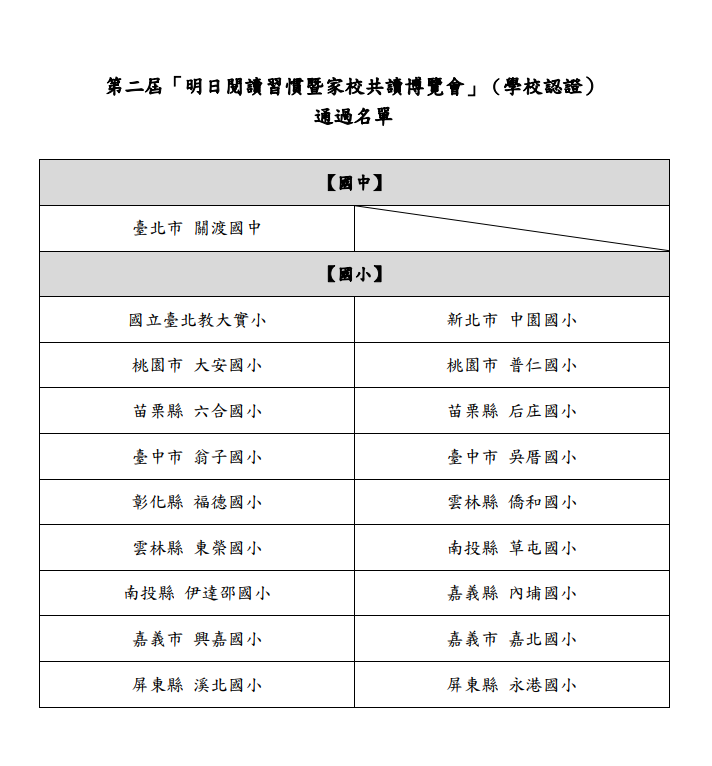 第二屆「明日閱讀習慣暨家校共讀博覽會」（學校認證）
通過名單
【國中】
臺北市 關渡國中
【國小】
國立臺北教大實小 新北市 中園國小
桃園市 大安國小 桃園市 普仁國小
苗栗縣 六合國小 苗栗縣 后庄國小
臺中市 翁子國小 臺中市 吳厝國小
彰化縣 福德國小 雲林縣 僑和國小
雲林縣 東榮國小 南投縣 草屯國小
南投縣 伊達邵國小 嘉義縣 內埔國小
嘉義市 興嘉國小 嘉義市 嘉北國小
屏東縣 溪北國小 屏東縣 永港國小